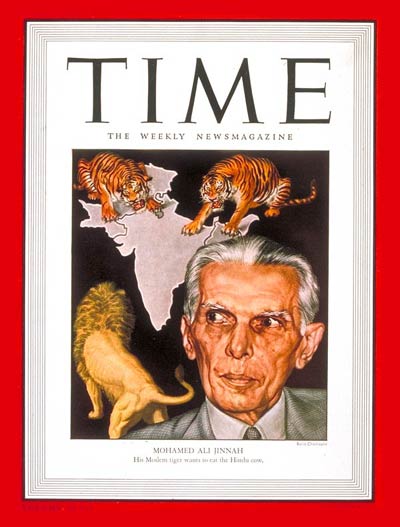 TIME
THE WEEKLY NEWSMAGAZINE
MOHAMED ALI JINNAH
His Moslem tiger wants to eat the Hindu cow.